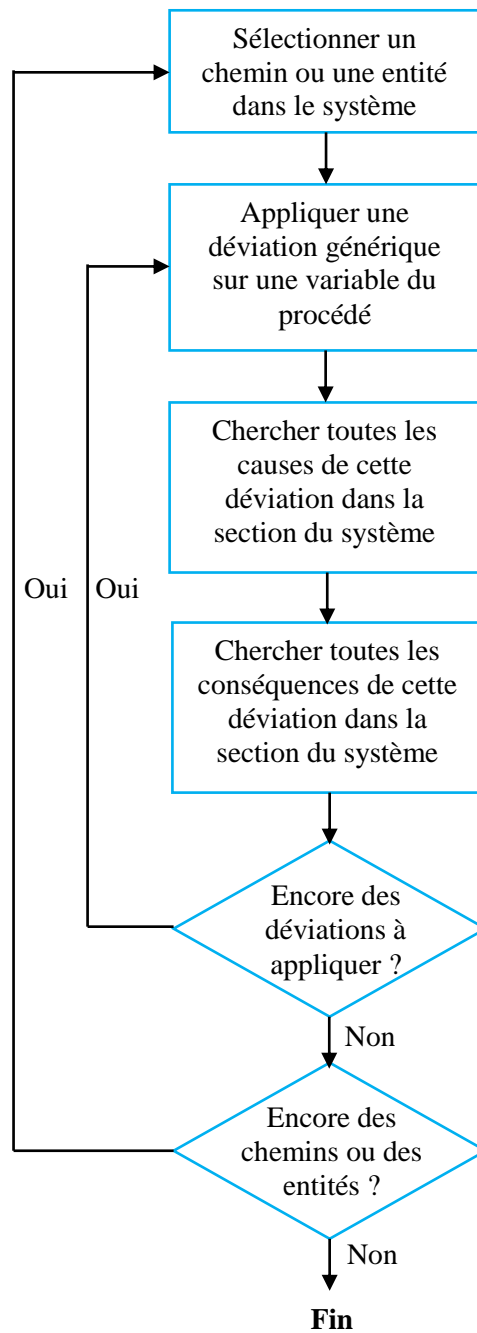 Sélectionner un
chemin ou une entité
dans le système
Appliquer une
déviation générique
sur une variable du
procédé
Chercher toutes les
causes de cette
déviation dans la
section du système
Oui
Oui
Chercher toutes les
conséquences de cette
déviation dans la
section du système
Encore des
déviations à
appliquer ?
Non
Encore des
chemins ou des
entités ?
Non
Fin